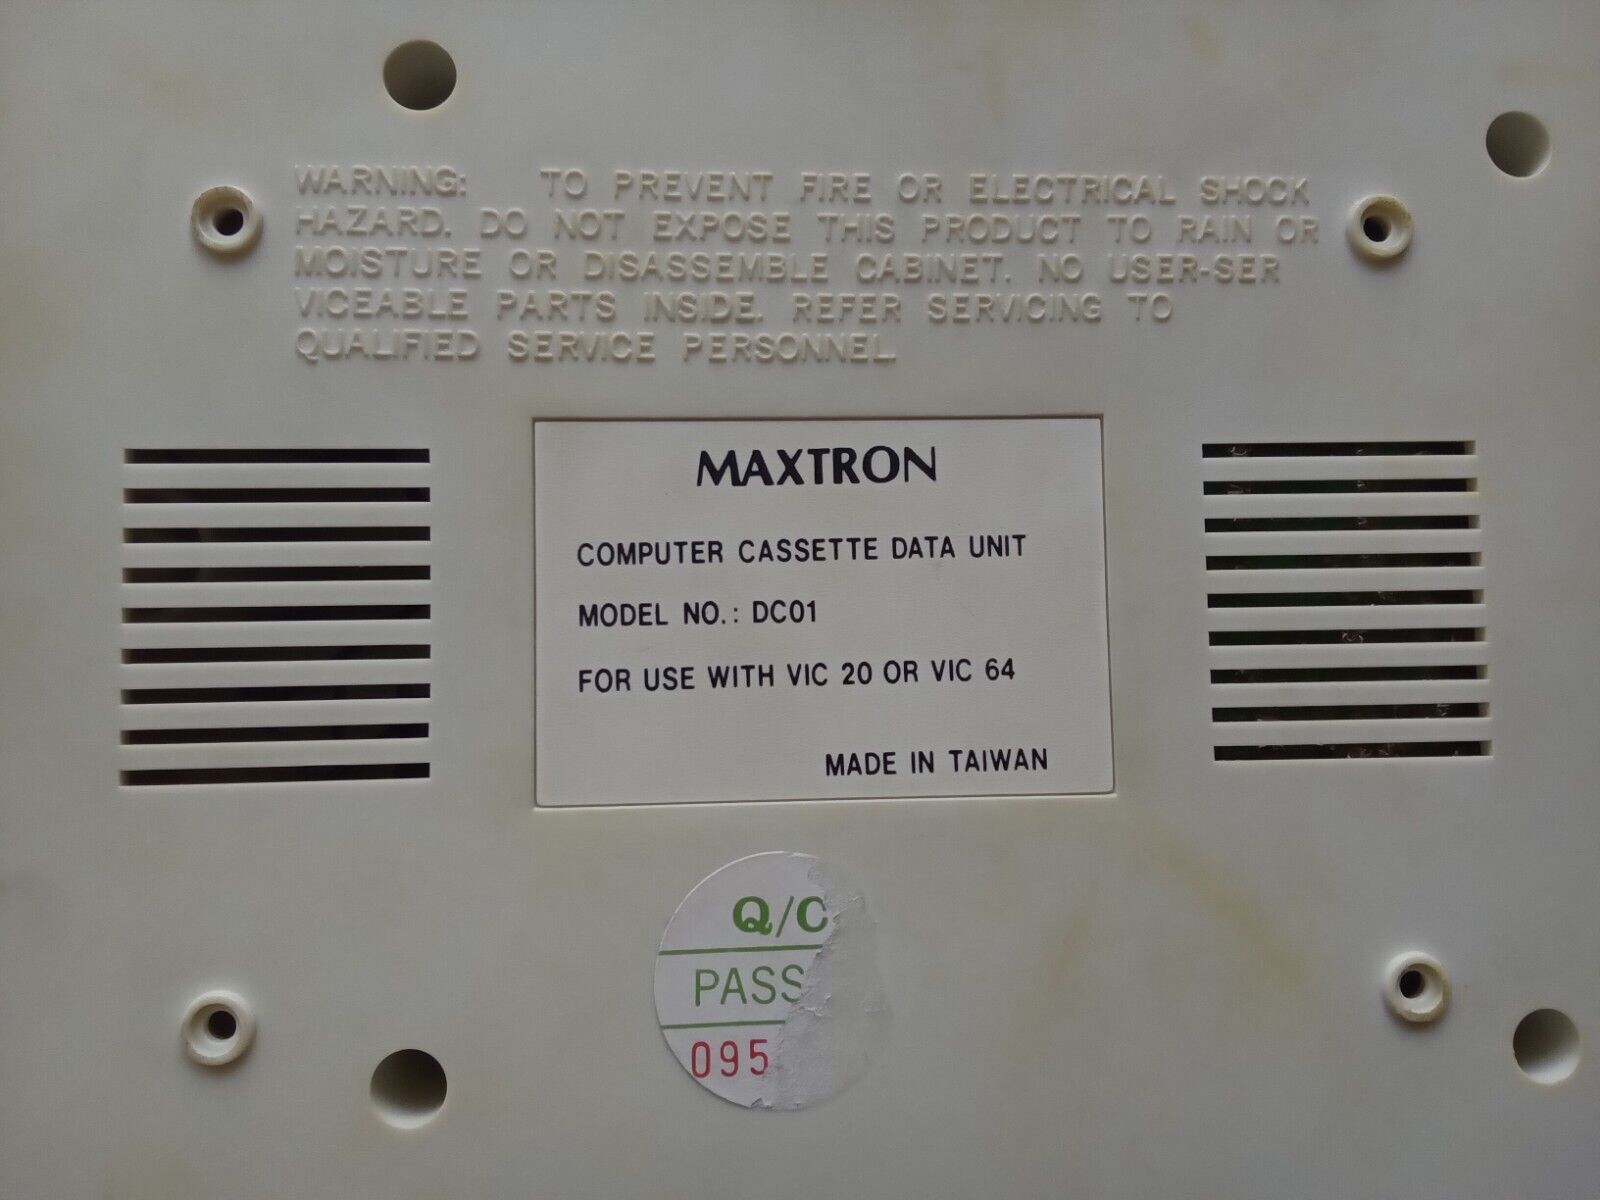 WARNING: TO PREVENT FIRE OR ELECTRICAL SHOCK
HAZARD. DO NOT EXPOSE THIS PRODUCT TO RAIN OR
MOISTURE OR DISASSEMBLE CABINET. NO USER-SER
VICEABLE PARTS INSIDE. REFER SERVICING TO
QUALIFIED SERVICE PERSONNEL
MAXTRON
COMPUTER CASSETTE DATA UNIT
MODEL NO.: DC01
FOR USE WITH VIC 20 OR VIC 64
MADE IN TAIWAN
Q/C
PASS
095